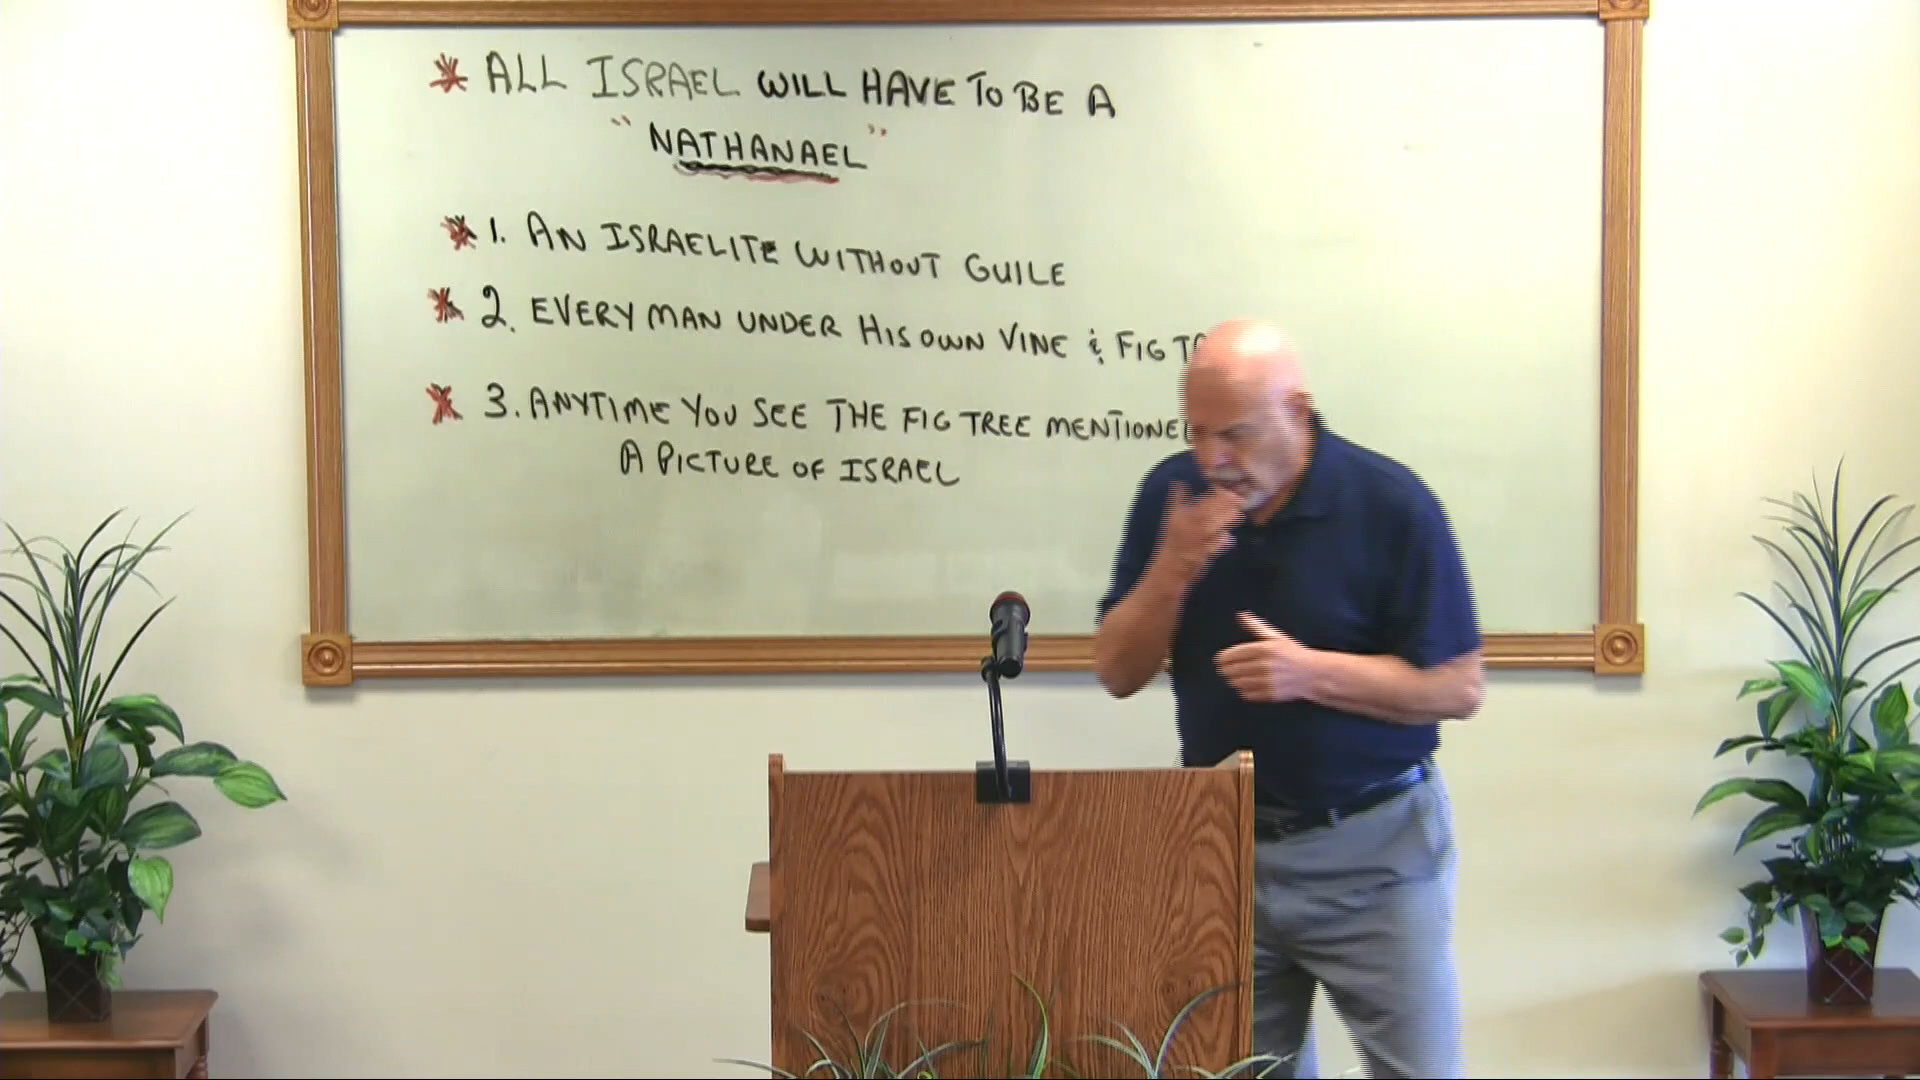 * ALL ISRAEL WILL HAVE TO BE A
"NATHANAEL"
* 1. AN ISRAELITE WITHOUT GUILE
* 2. EVERY MAN UNDER HIS OWN VINE & FIG
* 3. ANYTIME YOU SEE THE FIG TREE
A PICTURE OF ISRAEL